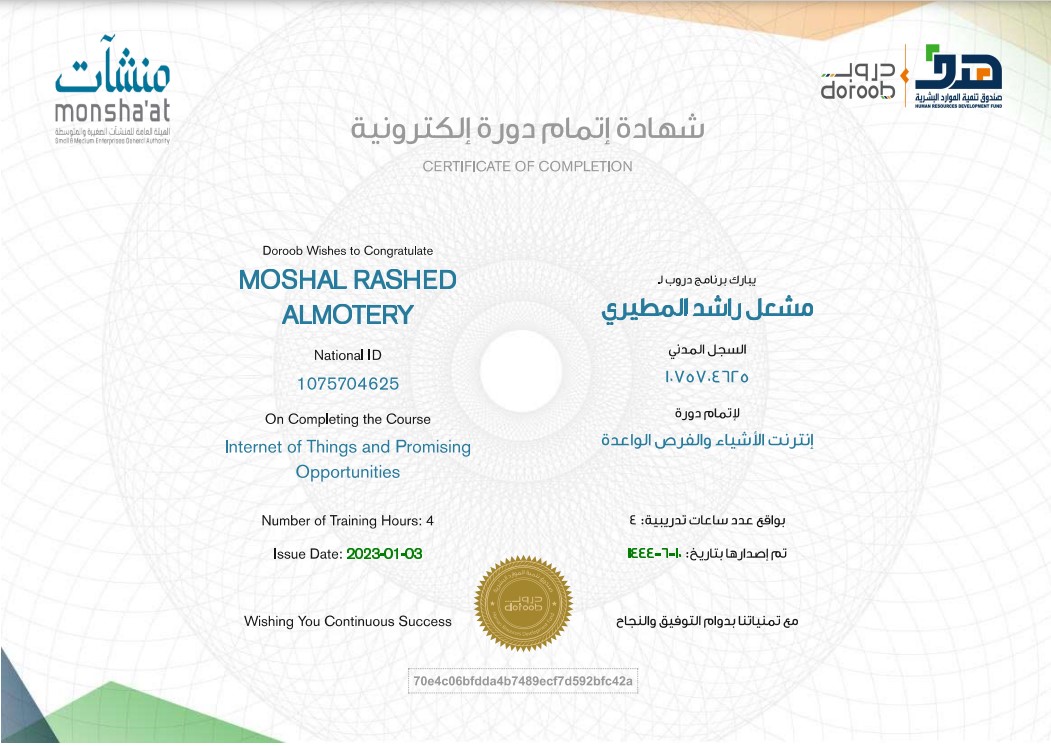 منشآت
monsha'at
الهيئة العامة للمنشآت الصغيرة والمتوسطة
Small & Medium Enterprises General Authority
دروب
doroob
هدف
صندوق تنمية الموارد البشرية
HUMAN RESOURCES DEVELOPMENT FUND
شهادة إتمام دورة إلكترونية
CERTIFICATE OF COMPLETION
Doroob Wishes to Congratulate
MOSHAL RASHED
ALMOTERY
National ID
1075704625
On Completing the Course
Internet of Things and Promising
Opportunities
Number of Training Hours: 4
Issue Date: 2023-01-03
Wishing You Continuous Success
يبارك برنامج دروب لـ
مشعل راشد المطيري
السجل المدني
١٠٧٥٧٠٤٦٢٥
لإتمام دورة
إنترنت الأشياء والفرص الواعدة
بواقع عدد ساعات تدريبية: ٤
تم إصدارها بتاريخ: ١٠-٦-١٤٤٤
مع تمنياتنا بدوام التوفيق والنجاح
دروب
doroob
70e4c06bfdda4b7489ecf7d592bfc42a